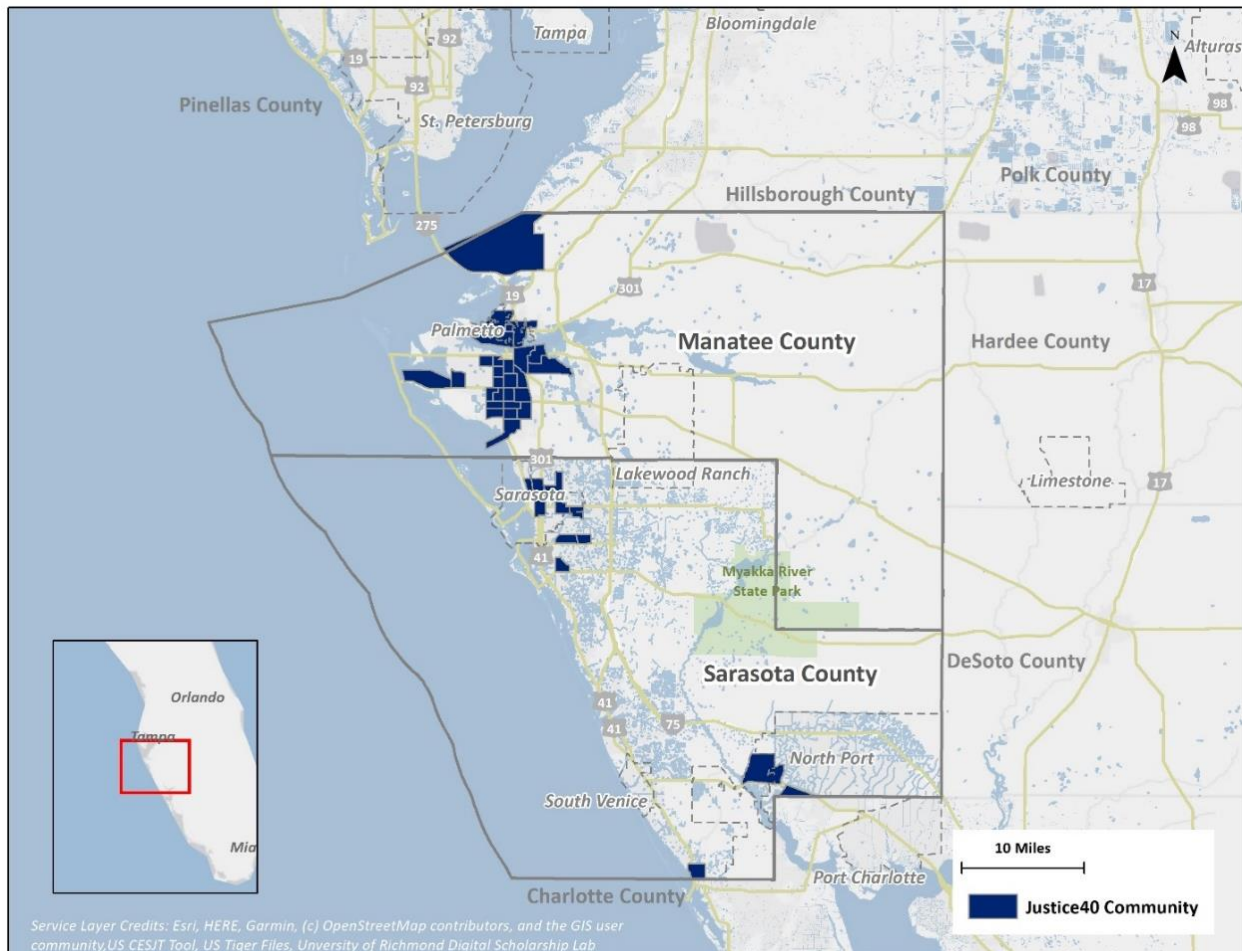 Tampa
Bloomingdale
N
Alturas
92
19
92
98
98
Pinellas County
St. Petersburg
Polk County
Hillsborough County
275
17
19
301
Palmetto
Manatee County
Hardee County
301
Lakewood Ranch
Sarasota
Limestone
17
41
Myakka River
State Park
DeSoto County
Sarasota County
41
41
75
North Port
South Venice
Port Charlotte
Charlotte County
Orlando
Tampa
Mia
10 Miles
Justice40 Community
Service Layer Credits: Esri, HERE, Garmin, (c) OpenStreetMap contributors, and the GIS user
community,US CESJT Tool, US Tiger Files, Unversity of Richmond Digital Scholarship Lab